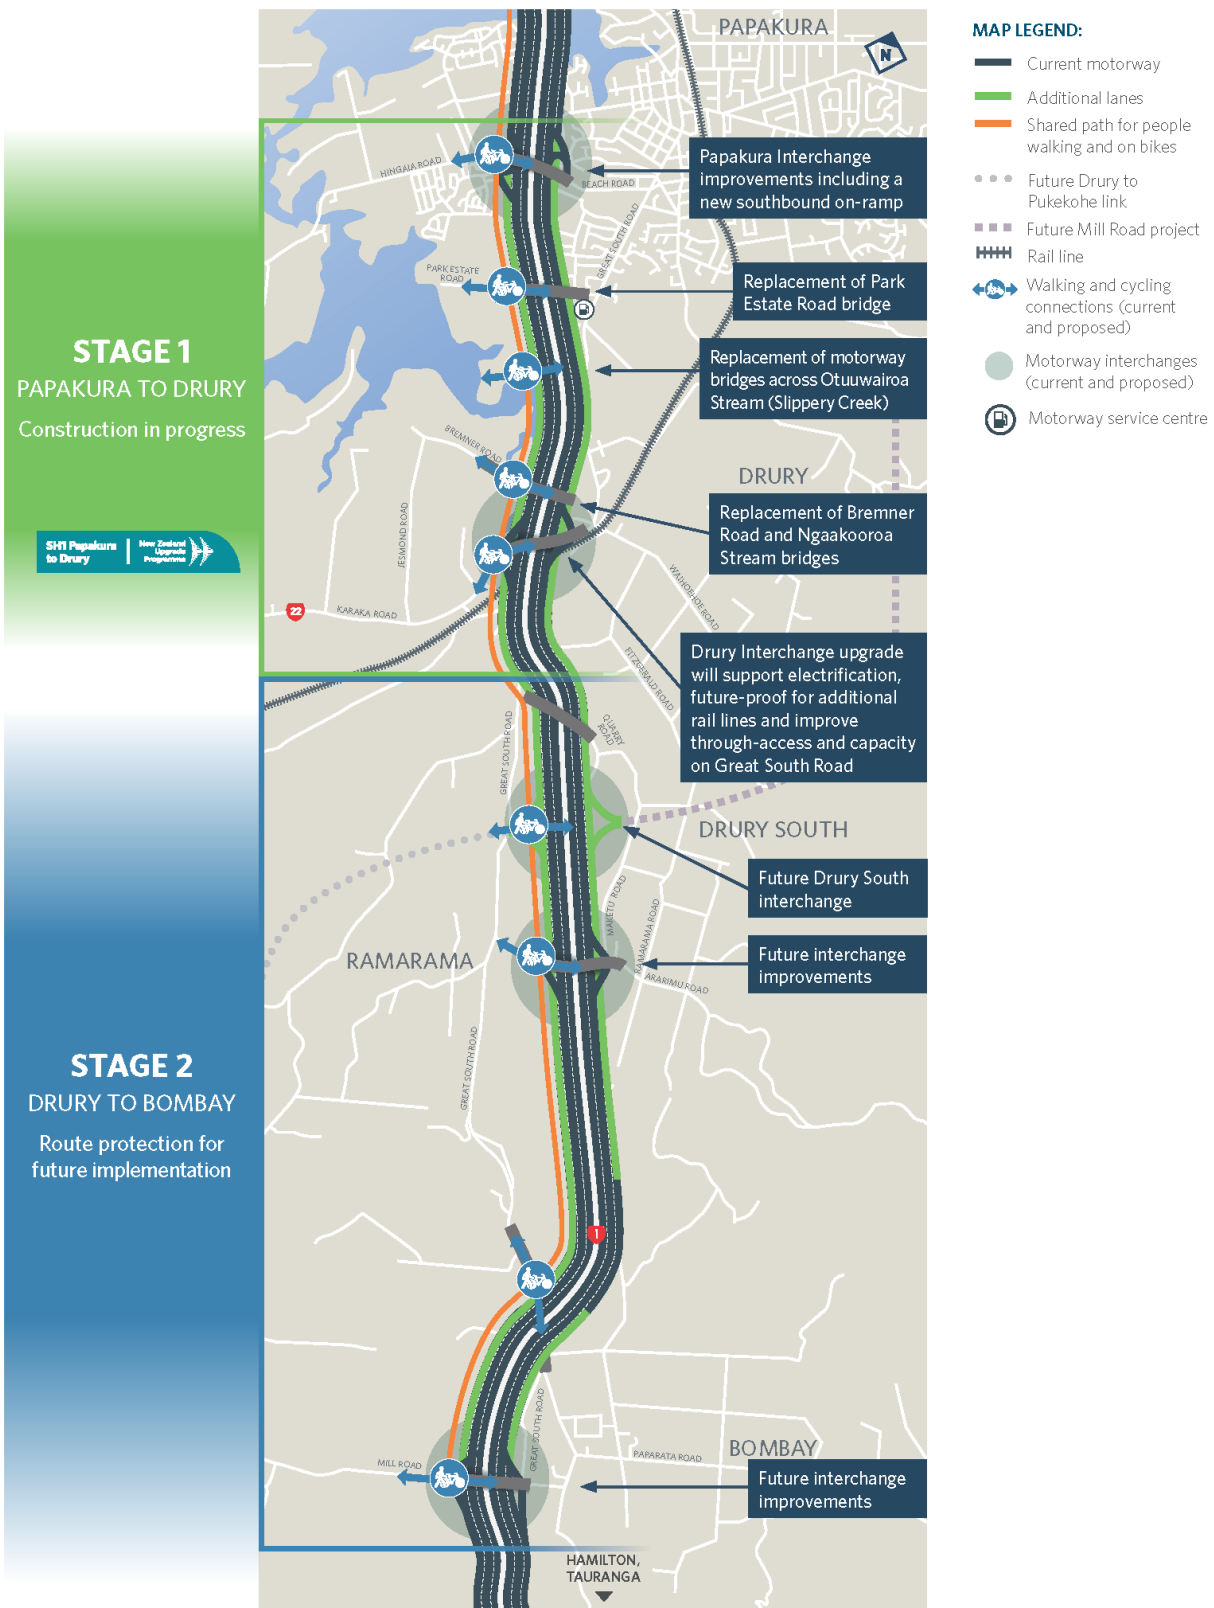 PAPAKURA
N
MAP LEGEND:
Current motorway
Additional lanes
Shared path for people
walking and on bikes
Future Drury to
Pukekohe link
Future Mill Road project
Rail line
Walking and cycling
connections (current
and proposed)
Motorway interchanges
(current and proposed)
Motorway service centre
HINGAIA ROAD
BEACH ROAD
Papakura Interchange
improvements including a
new southbound on-ramp
GREAT SOUTH ROAD
PARK ESTATE
ROAD
Replacement of Park
Estate Road bridge
STAGE 1
PAPAKURA TO DRURY
Construction in progress
Replacement of motorway
bridges across Otuuwairoa
Stream (Slippery Creek)
BREMNER ROAD
DRURY
Replacement of Bremner
Road and Ngaakooroa
Stream bridges
JESMOND ROAD
SH1 Papakura
to Drury
New Zealand
Upgrade
Programme
22
KARAKA ROAD
WAIHOEHOE ROAD
FITZGERALD ROAD
Drury Interchange upgrade
will support electrification,
future-proof for additional
rail lines and improve
through-access and capacity
on Great South Road
GREAT SOUTH ROAD
QUARRY
ROAD
DRURY SOUTH
Future Drury South
interchange
MAKETU ROAD
RAMARAMA ROAD
RAMARAMA
Future interchange
improvements
ARARIMU ROAD
GREAT SOUTH ROAD
STAGE 2
DRURY TO BOMBAY
Route protection for
future implementation
1
GREAT SOUTH ROAD
BOMBAY
PAPARATA ROAD
MILL ROAD
Future interchange
improvements
HAMILTON,
TAURANGA